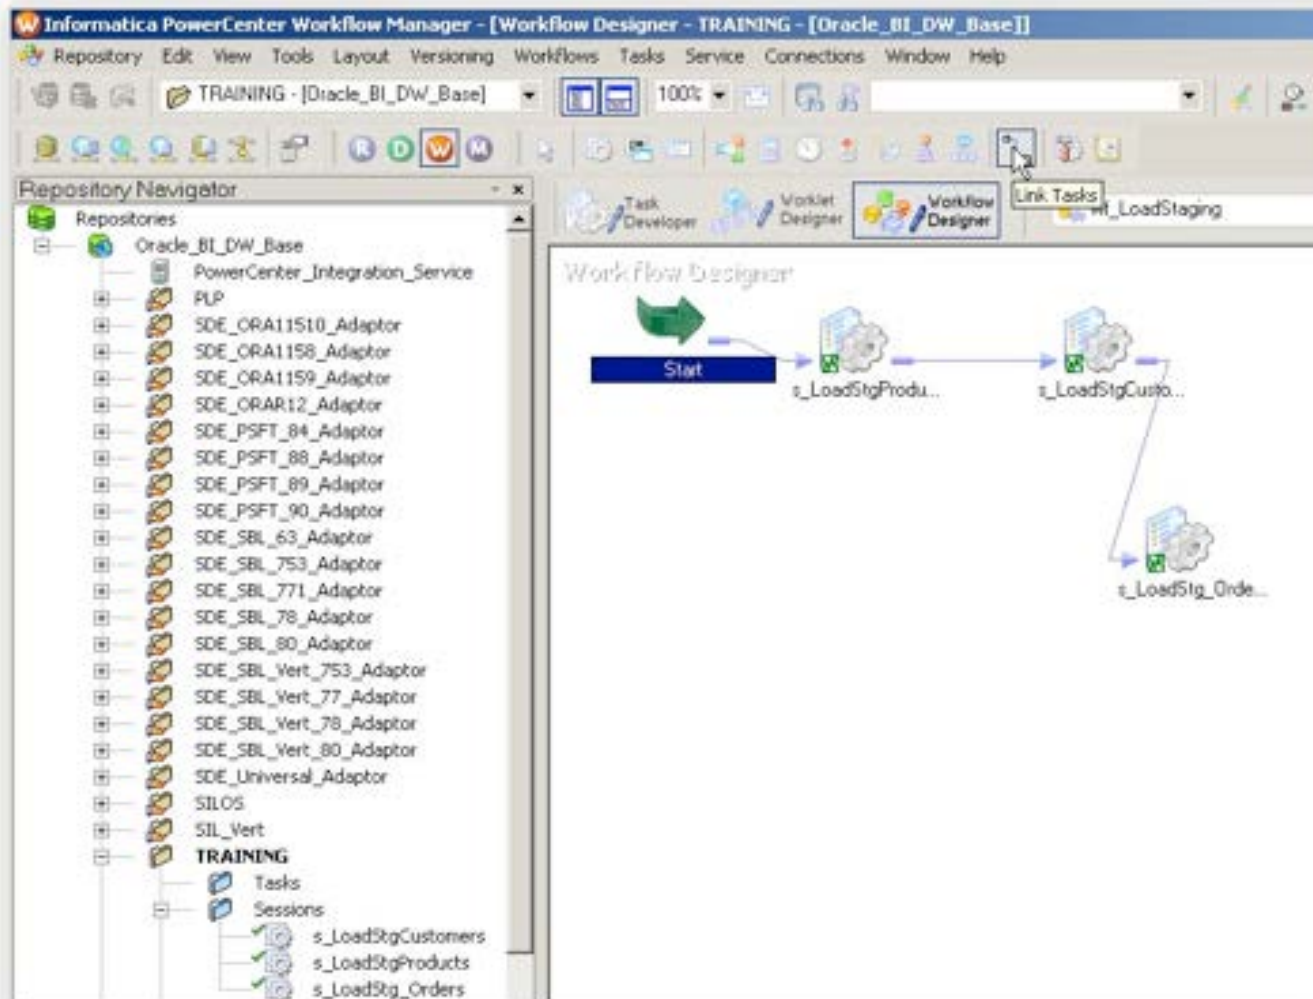 Informatica PowerCenter Workflow Manager - [Workflow Designer - TRAINING - [Oracle_BI_DW_Base]]
Repository Edit View Tools Layout Versioning Workflows Tasks Service Connections Window Help
TRAINING - [Oracle_BI_DW_Base] 100%
R D W M
Repository Navigator
Link Tasks
Task Developer
Worklet Designer
Workflow Designer
_LoadStaging
Repositories
Oracle_BI_DW_Base
PowerCenter_Integration_Service
PLP
SDE_ORA11510_Adaptor
SDE_ORA1158_Adaptor
SDE_ORA1159_Adaptor
SDE_ORAR12_Adaptor
SDE_PSFT_84_Adaptor
SDE_PSFT_88_Adaptor
SDE_PSFT_89_Adaptor
SDE_PSFT_90_Adaptor
SDE_SBL_63_Adaptor
SDE_SBL_753_Adaptor
SDE_SBL_771_Adaptor
SDE_SBL_78_Adaptor
SDE_SBL_80_Adaptor
SDE_SBL_Vert_753_Adaptor
SDE_SBL_Vert_77_Adaptor
SDE_SBL_Vert_78_Adaptor
SDE_SBL_Vert_80_Adaptor
SDE_Universal_Adaptor
SILOS
SIL_Vert
TRAINING
Tasks
Sessions
s_LoadStgCustomers
s_LoadStgProducts
s_LoadStg_Orders
Workflow Designer
Start
s_LoadStgProdu...
s_LoadStgCusto...
s_LoadStg_Orde...